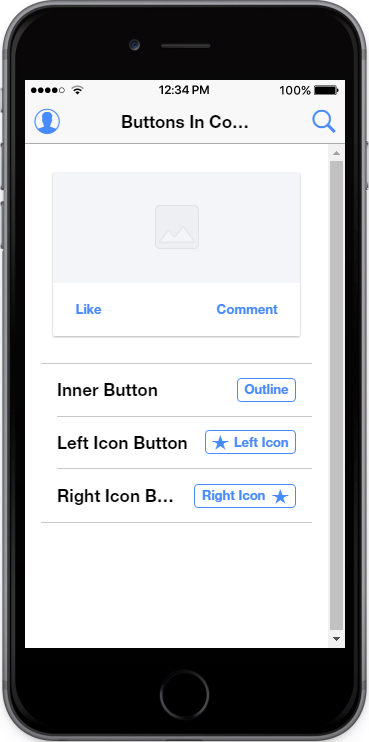 12:34 PM 100%
Buttons In Co...
Like Comment
Inner Button Outline
Left Icon Button Left Icon
Right Icon B... Right Icon